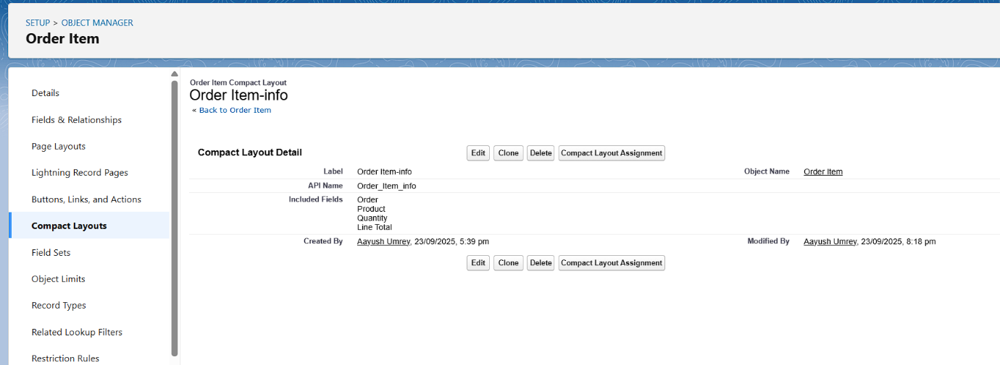 SETUP > OBJECT MANAGER
Order Item
Details
Fields & Relationships
Page Layouts
Lightning Record Pages
Buttons, Links, and Actions
Compact Layouts
Field Sets
Object Limits
Record Types
Related Lookup Filters
Restriction Rules
Order Item Compact Layout
Order Item-info
« Back to Order Item
Compact Layout Detail Edit Clone Delete Compact Layout Assignment
Label Order Item-info Object Name Order Item
API Name Order_Item_info
Included Fields Order
Product
Quantity
Line Total
Created By Aayush Umrey, 23/09/2025, 5:39 pm Modified By Aayush Umrey, 23/09/2025, 8:18 pm
Edit Clone Delete Compact Layout Assignment